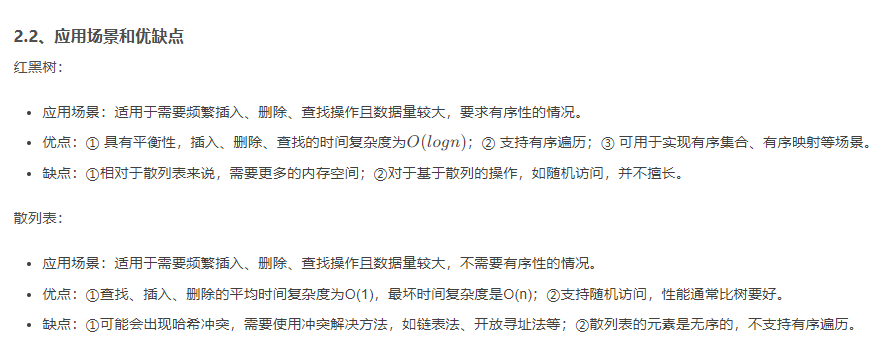 2.2、应用场景和优缺点
红黑树：
• 应用场景：适用于需要频繁插入、删除、查找操作且数据量较大，要求有序性的情况。
• 优点：① 具有平衡性，插入、删除、查找的时间复杂度为O(logn)；② 支持有序遍历；③ 可用于实现有序集合、有序映射等场景。
• 缺点：①相对于散列表来说，需要更多的内存空间；②对于基于散列的操作，如随机访问，并不擅长。
散列表：
• 应用场景：适用于需要频繁插入、删除、查找操作且数据量较大，不需要有序性的情况。
• 优点：①查找、插入、删除的平均时间复杂度为O(1)，最坏时间复杂度是O(n)；②支持随机访问，性能通常比树要好。
• 缺点：①可能会出现哈希冲突，需要使用冲突解决方法，如链表法、开放寻址法等；②散列表的元素是无序的，不支持有序遍历。